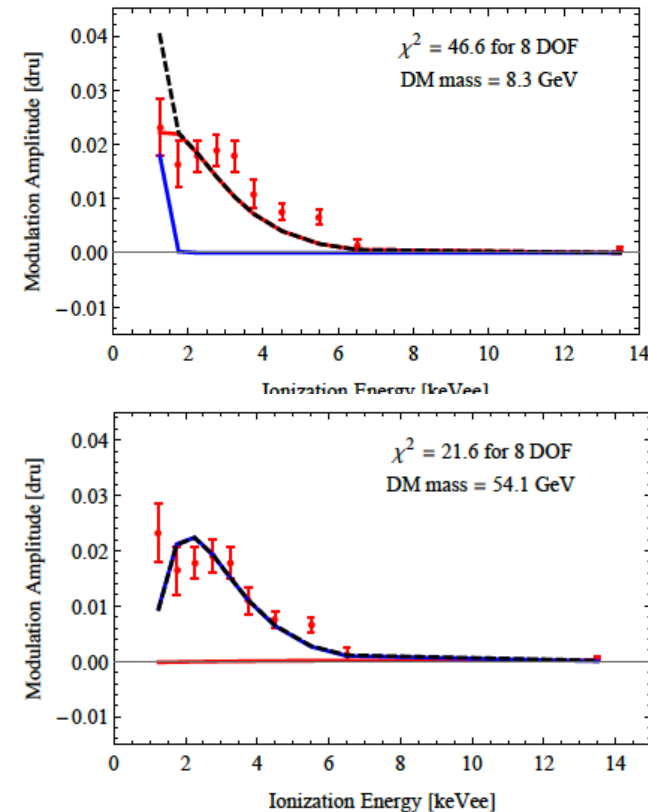 0.04
0.03
0.02
0.01
0.00
−0.01
Modulation Amplitude [dru]
χ² = 46.6 for 8 DOF
DM mass = 8.3 GeV
0 2 4 6 8 10 12 14
Ionization Energy [keVee]
0.04
0.03
0.02
0.01
0.00
−0.01
Modulation Amplitude [dru]
χ² = 21.6 for 8 DOF
DM mass = 54.1 GeV
0 2 4 6 8 10 12 14
Ionization Energy [keVee]